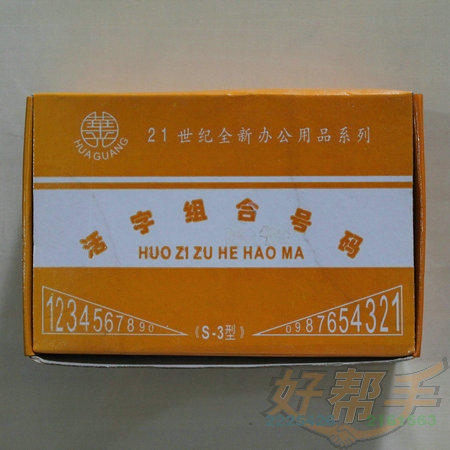 HUAGUANG
21世纪全新办公用品系列
活字组合号码
HUO ZI ZU HE HAO MA
1234567890
《S-3型》
0987654321
好帮手